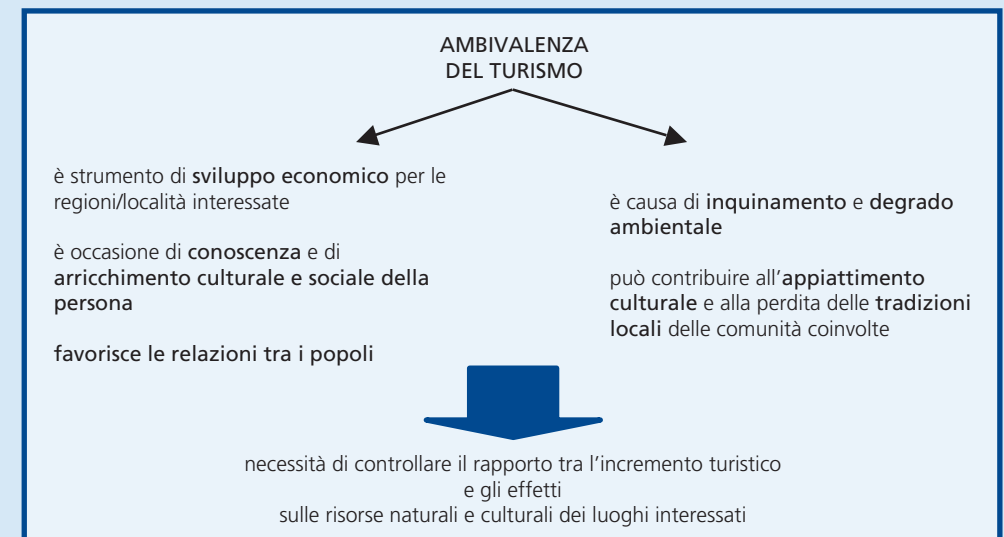 AMBIVALENZA
DEL TURISMO
è strumento di sviluppo economico per le
regioni/località interessate
è occasione di conoscenza e di
arricchimento culturale e sociale della
persona
favorisce le relazioni tra i popoli
è causa di inquinamento e degrado
ambientale
può contribuire all'appiattimento
culturale e alla perdita delle tradizioni
locali delle comunità coinvolte
necessità di controllare il rapporto tra l'incremento turistico
e gli effetti
sulle risorse naturali e culturali dei luoghi interessati